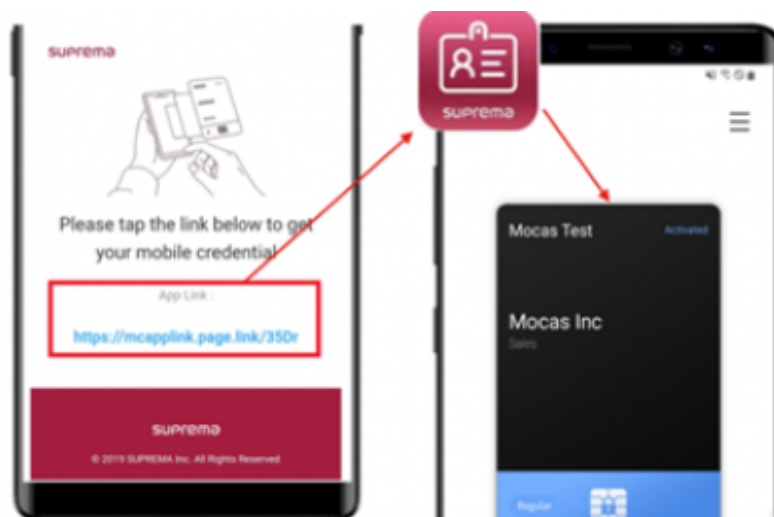 suprema
Please tap the link below to get
your mobile credential
App Link :
https://mcapplink.page.link/35Dr
suprema
© 2019 SUPREMA Inc. All Rights Reserved
suprema
Mocas Test
Activated
Mocas Inc
Sales
Regular